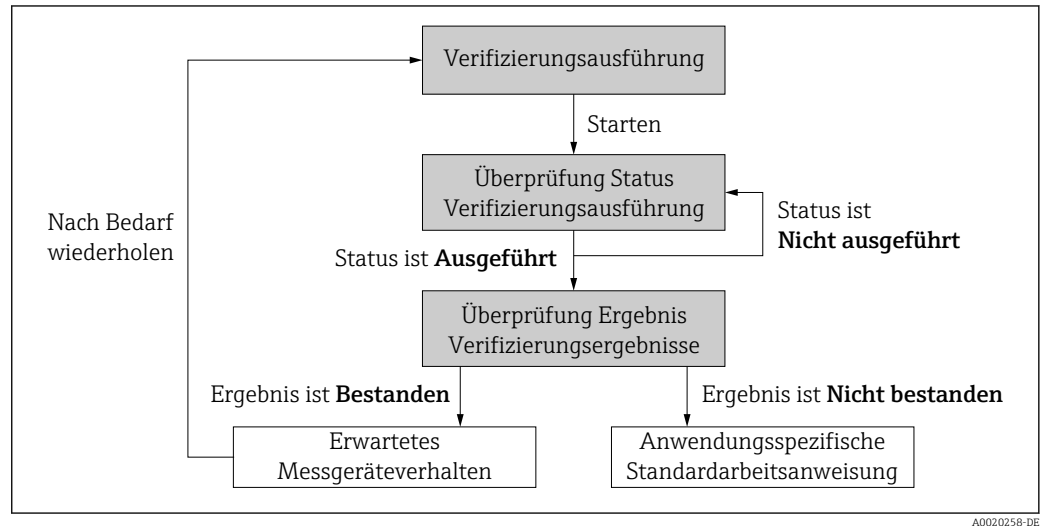 Verifizierungsausführung
Starten
Überprüfung Status
Verifizierungsausführung
Nach Bedarf
wiederholen
Status ist
Nicht ausgeführt
Status ist Ausgeführt
Überprüfung Ergebnis
Verifizierungsergebnisse
Ergebnis ist Bestanden
Ergebnis ist Nicht bestanden
Erwartetes
Messgeräteverhalten
Anwendungsspezifische
Standardarbeitsanweisung
A0020258-DE